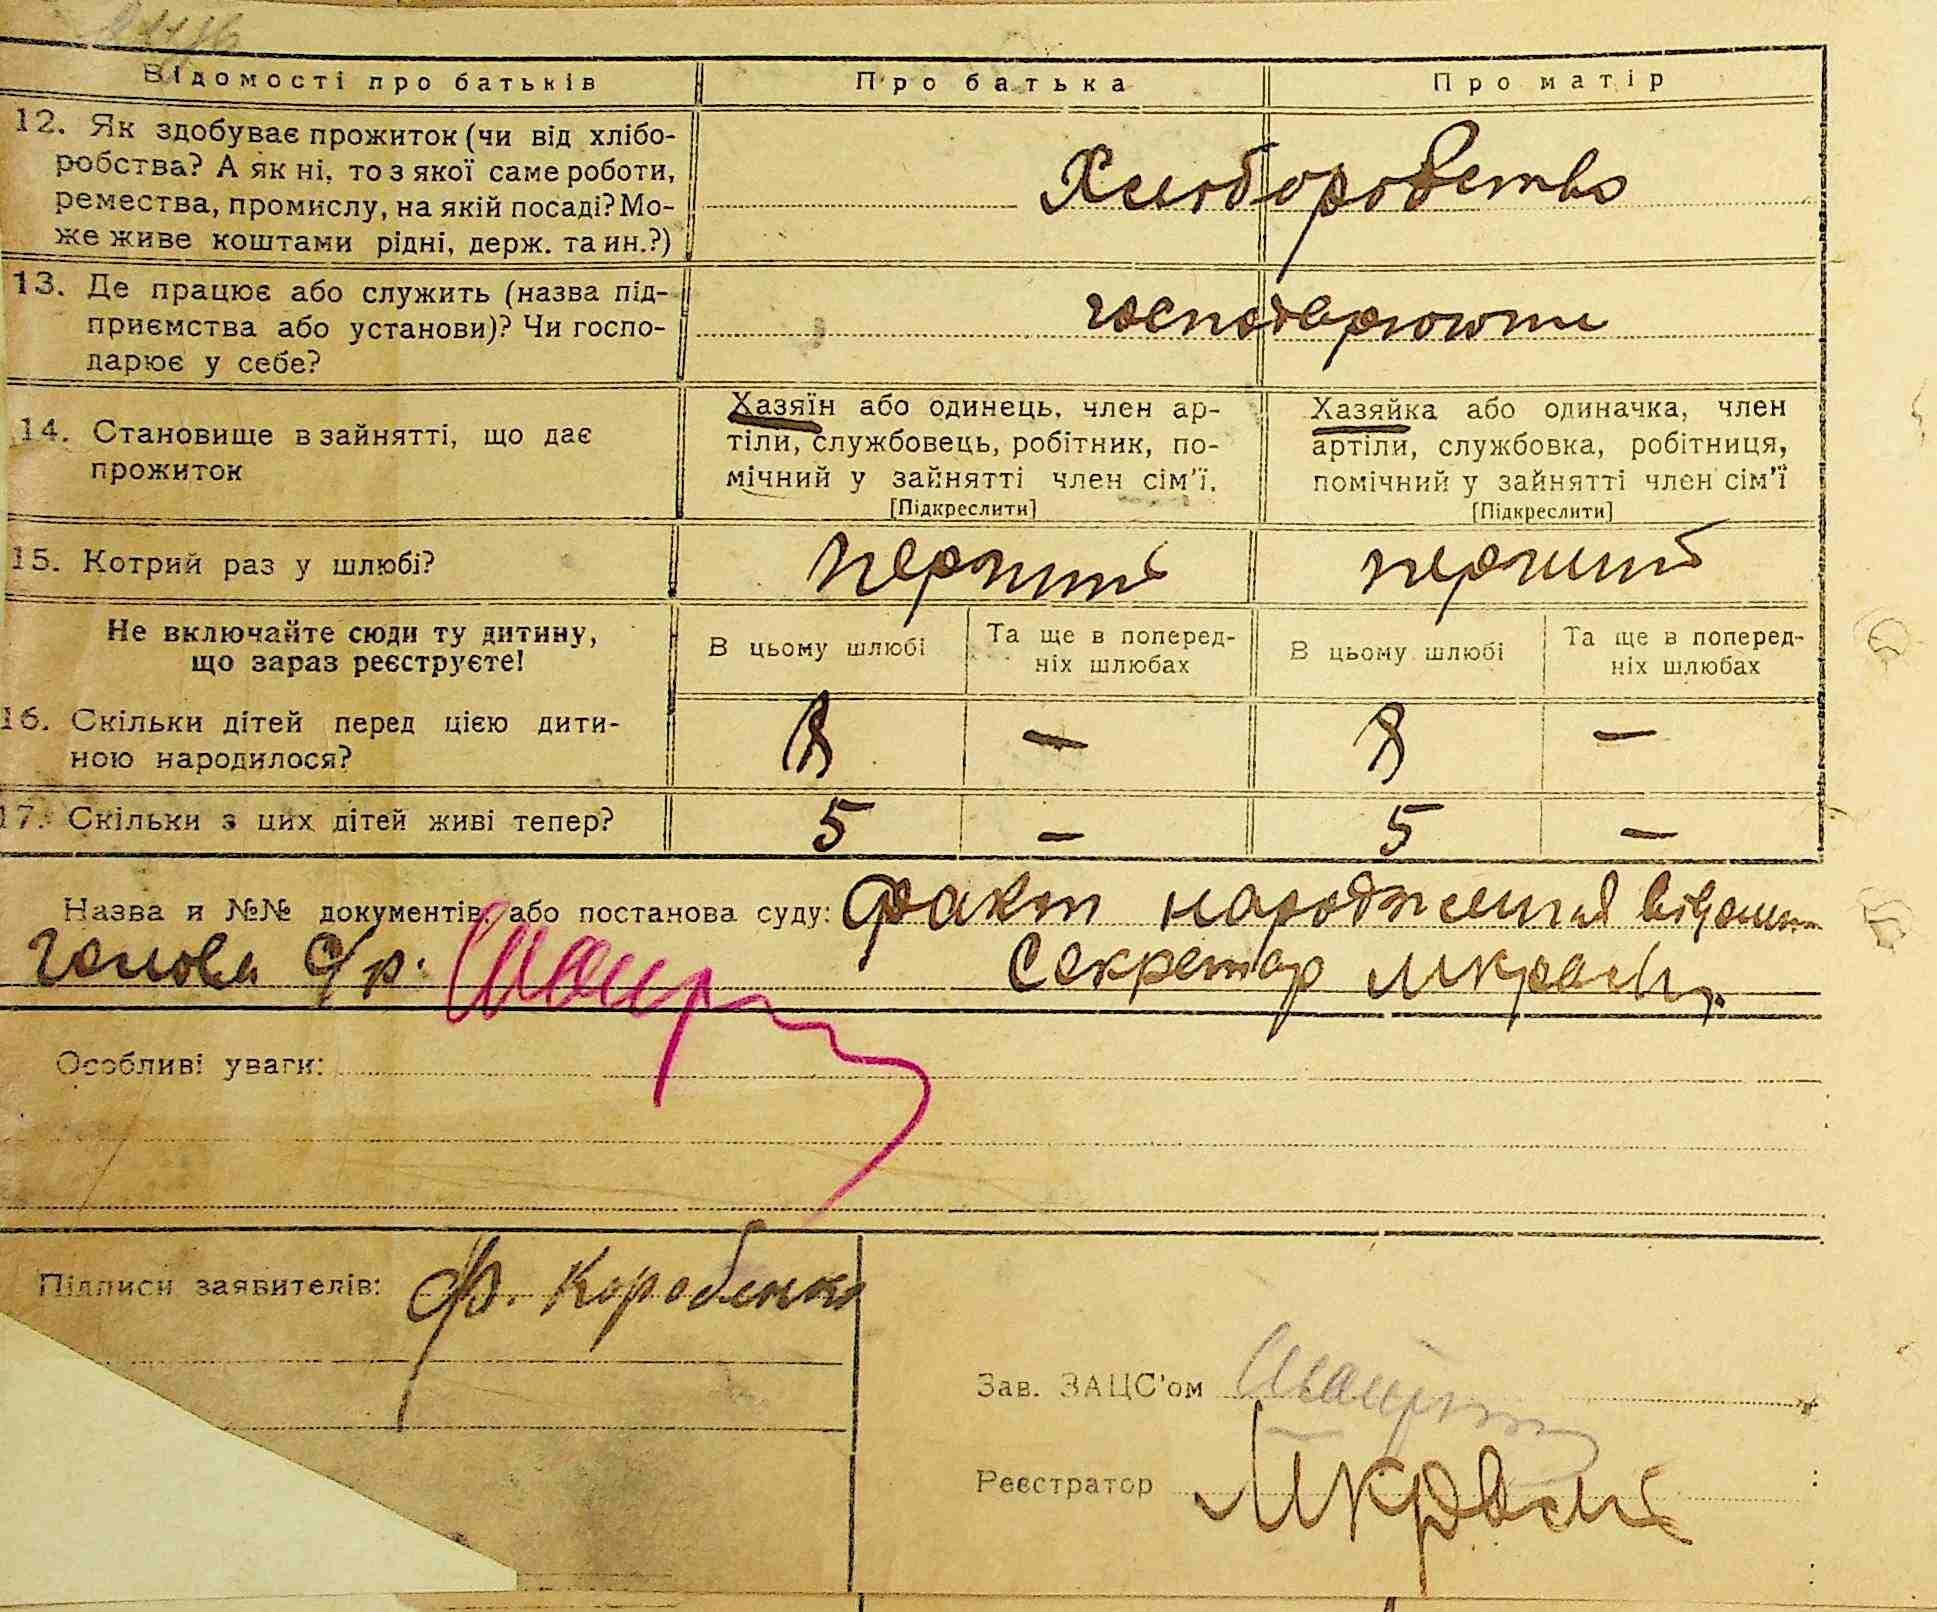 Відомості про батьків Про батька Про матір
12. Як здобуває прожиток (чи від хлібо-
робства? А як ні, то з якої саме роботи,
ремества, промислу, на якій посаді? Мо-
же живе коштами рідні, держ. та ин.?)
Хлиборобство
13. Де працює або служить (назва під-
приємства або установи)? Чи госпо-
дарює у себе?
господарюють
14. Становище в зайнятті, що дає
прожиток
Хазяїн або одинець, член ар-
тіли, службовець, робітник, по-
мічний у зайнятті член сім'ї.
[Підкреслити]
Хазяйка або одиначка, член
артіли, службовка, робітниця,
помічний у зайнятті член сім'ї
[Підкреслити]
15. Котрий раз у шлюбі? перший перший
Не включайте сюди ту дитину,
що зараз реєструєте!
В цьому шлюбі
Та ще в поперед-
ніх шлюбах
В цьому шлюбі
Та ще в поперед-
ніх шлюбах
16. Скільки дітей перед цією дити-
ною народилося?
8 — 8 —
17. Скільки з цих дітей живі тепер? 5 — 5 —
Назва й №№ документів, або постанова суду: факт народження
голова с/р. Секретар
Особливі уваги:
Підписи заявителів: Ф. Коробенко
Зав. ЗАЦС'ом
Реєстратор